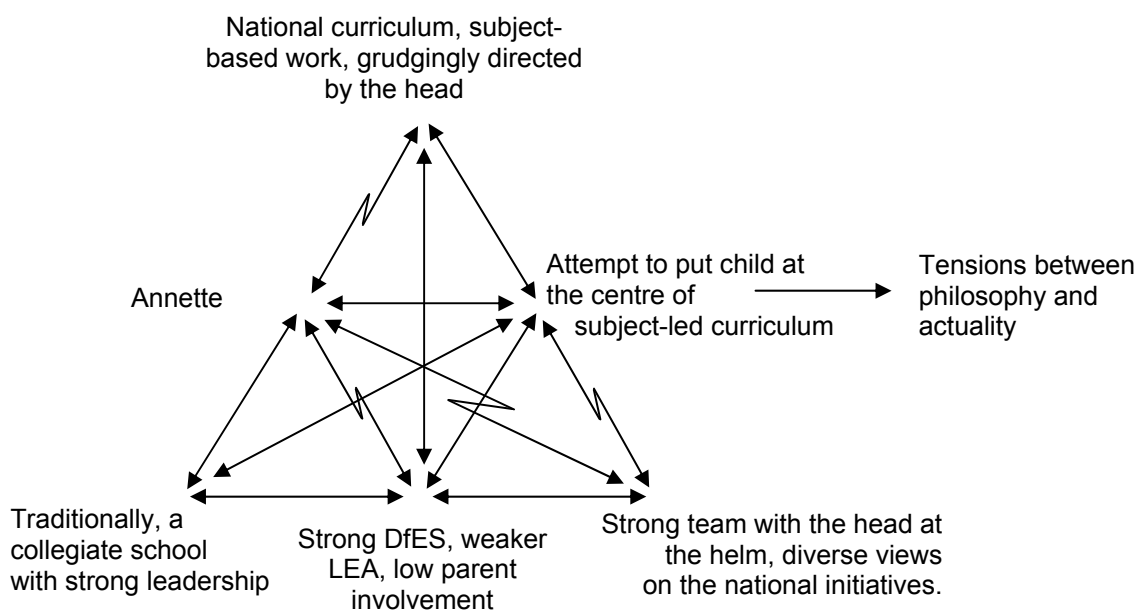 National curriculum, subject-
based work, grudgingly directed
by the head
Annette
Attempt to put child at
the centre of
subject-led curriculum
Tensions between
philosophy and
actuality
Traditionally, a
collegiate school
with strong leadership
Strong DfES, weaker
LEA, low parent
involvement
Strong team with the head at
the helm, diverse views
on the national initiatives.